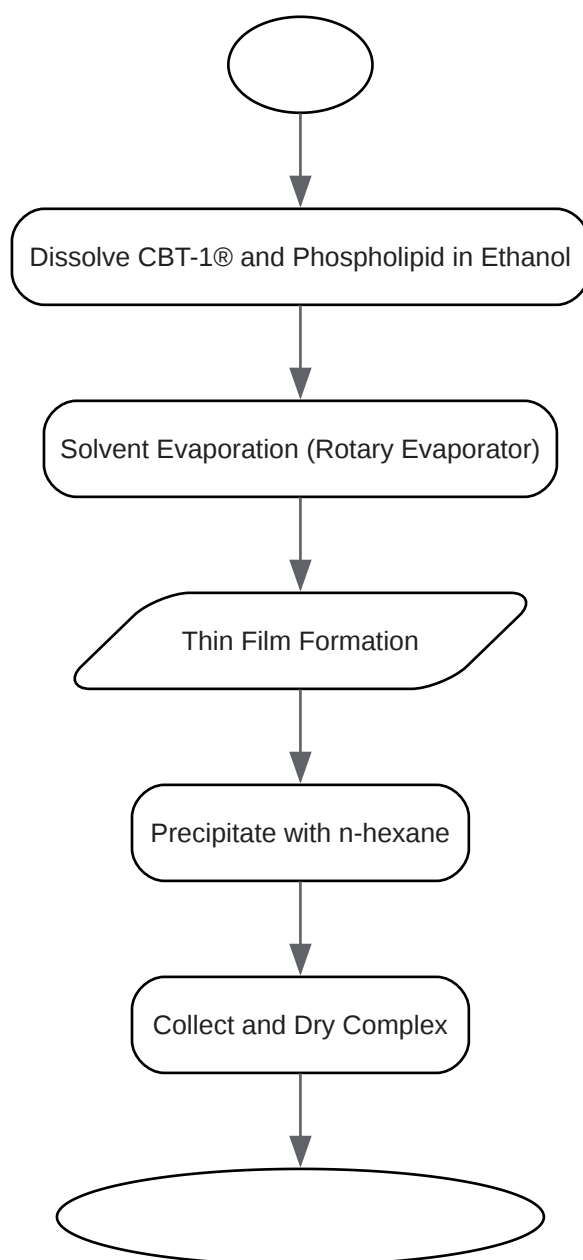 Dissolve CBT-1® and Phospholipid in Ethanol
Solvent Evaporation (Rotary Evaporator)
Thin Film Formation
Precipitate with n-hexane
Collect and Dry Complex